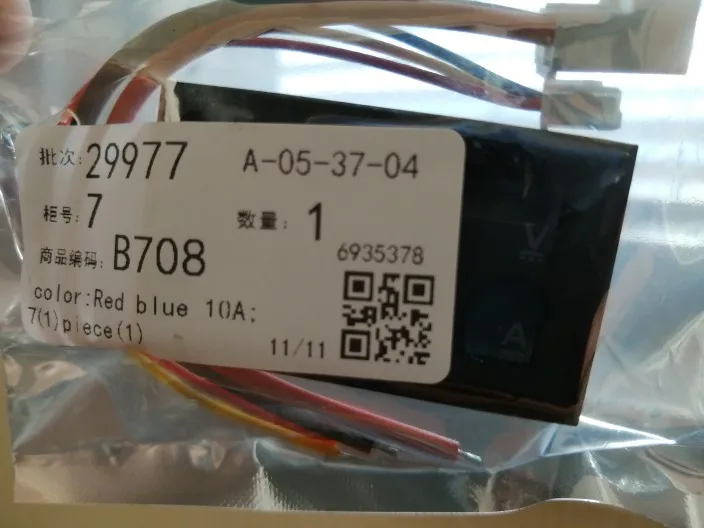 批次:29977 A-05-37-04
柜号:7 数量:1
商品编码:B708 6935378
color:Red blue 10A;
7(1)piece(1)
11/11
V
A